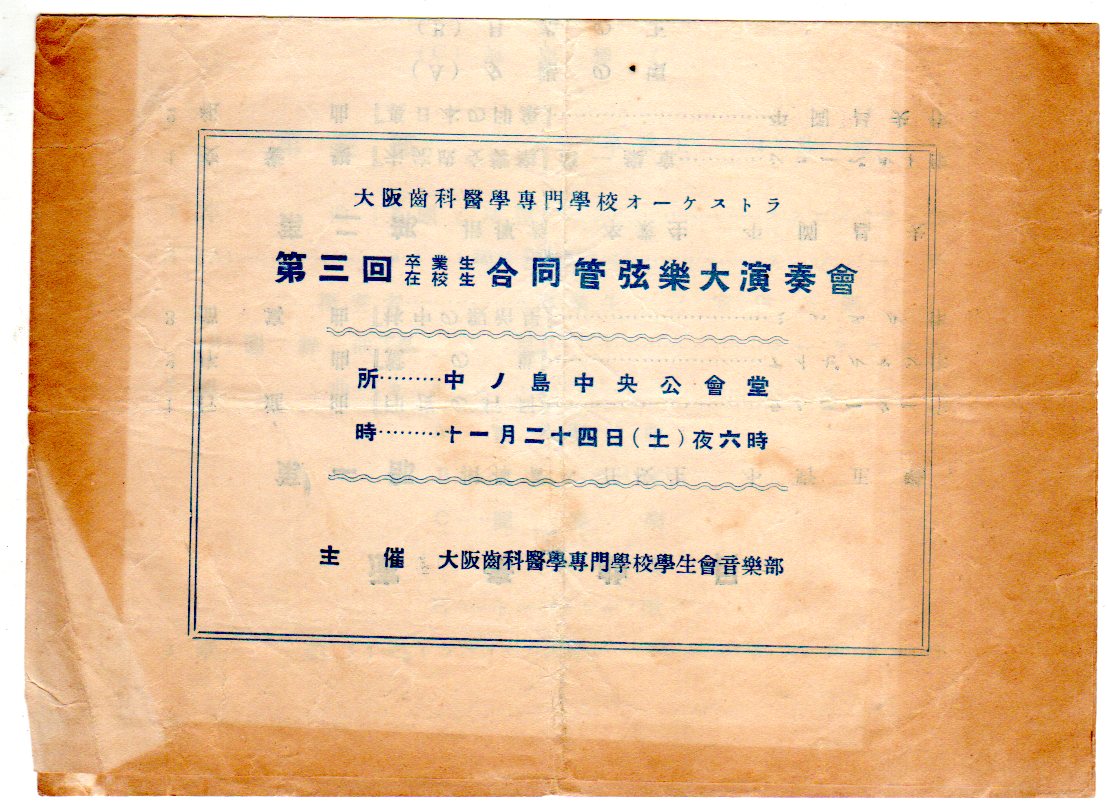 大阪齒科醫學專門學校オーケストラ
第三回 卒業生 在校生 合同管弦樂大演奏會
所………中ノ島中央公會堂
時………十一月二十四日(土)夜六時
主催 大阪齒科醫學專門學校學生會音樂部